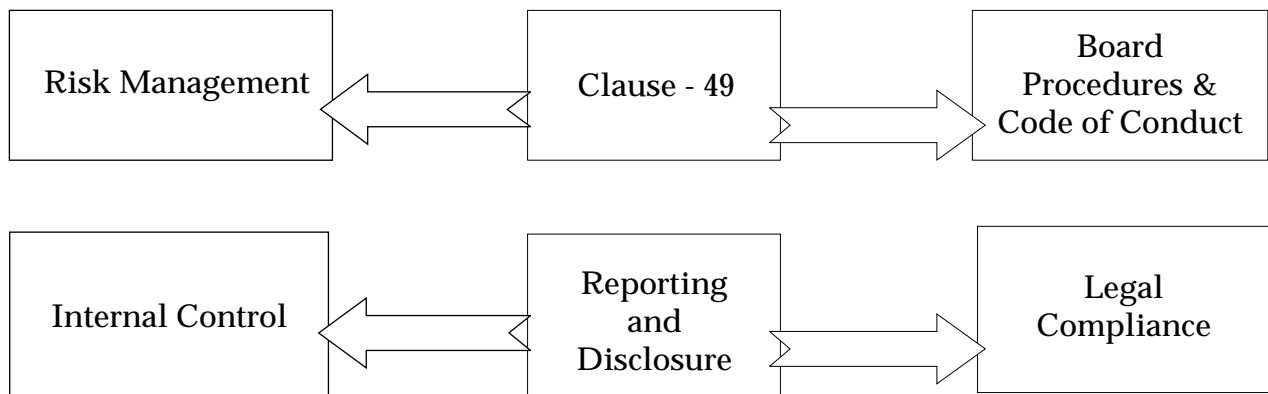 Risk Management
Clause - 49
Board
Procedures &
Code of Conduct
Internal Control
Reporting
and
Disclosure
Legal
Compliance